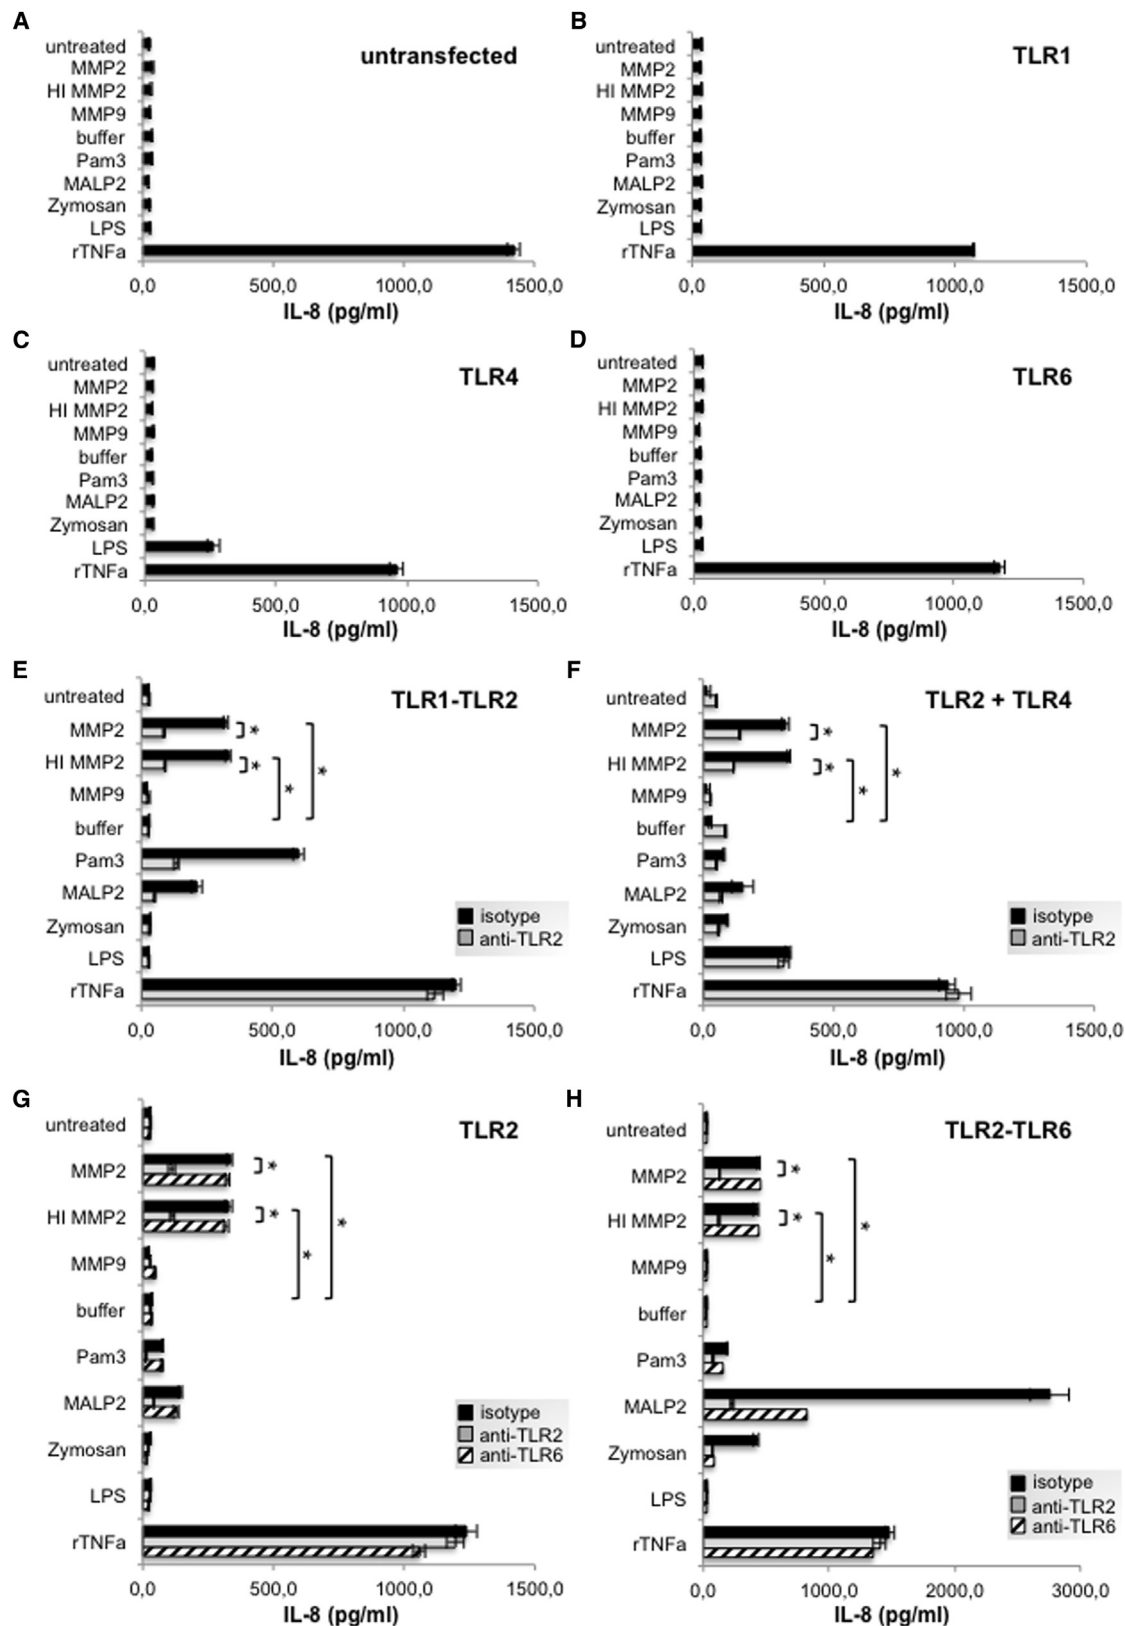 A
untransfected
untreated
MMP2
HI MMP2
MMP9
buffer
Pam3
MALP2
Zymosan
LPS
rTNFa
0,0 500,0 1000,0 1500,0
IL-8 (pg/ml)
B
TLR1
untreated
MMP2
HI MMP2
MMP9
buffer
Pam3
MALP2
Zymosan
LPS
rTNFa
0,0 500,0 1000,0 1500,0
IL-8 (pg/ml)
C
TLR4
untreated
MMP2
HI MMP2
MMP9
buffer
Pam3
MALP2
Zymosan
LPS
rTNFa
0,0 500,0 1000,0 1500,0
IL-8 (pg/ml)
D
TLR6
untreated
MMP2
HI MMP2
MMP9
buffer
Pam3
MALP2
Zymosan
LPS
rTNFa
0,0 500,0 1000,0 1500,0
IL-8 (pg/ml)
E
TLR1-TLR2
untreated
MMP2 *
HI MMP2 * * *
MMP9
buffer
Pam3
MALP2
Zymosan
LPS
rTNFa
isotype
anti-TLR2
0,0 500,0 1000,0 1500,0
IL-8 (pg/ml)
F
TLR2 + TLR4
untreated
MMP2 *
HI MMP2 * * *
MMP9
buffer
Pam3
MALP2
Zymosan
LPS
rTNFa
isotype
anti-TLR2
0,0 500,0 1000,0 1500,0
IL-8 (pg/ml)
G
TLR2
untreated
MMP2 *
HI MMP2 * *
MMP9 *
buffer
Pam3
MALP2
Zymosan
LPS
rTNFa
isotype
anti-TLR2
anti-TLR6
0,0 500,0 1000,0 1500,0
IL-8 (pg/ml)
H
TLR2-TLR6
untreated
MMP2 *
HI MMP2 * *
MMP9 *
buffer
Pam3
MALP2
Zymosan
LPS
rTNFa
isotype
anti-TLR2
anti-TLR6
0,0 1000,0 2000,0 3000,0
IL-8 (pg/ml)